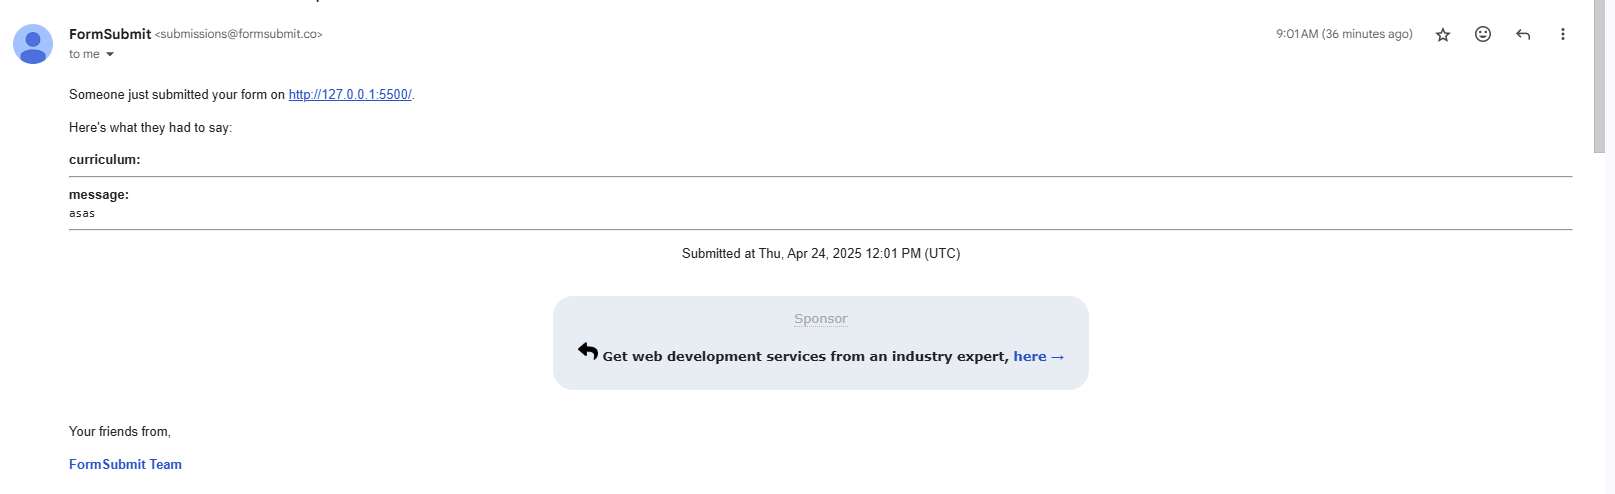 FormSubmit <submissions@formsubmit.co>
9:01 AM (36 minutes ago)
to me
Someone just submitted your form on http://127.0.0.1:5500/.
Here's what they had to say:
curriculum:
message:
asas
Submitted at Thu, Apr 24, 2025 12:01 PM (UTC)
Sponsor
Get web development services from an industry expert, here →
Your friends from,
FormSubmit Team